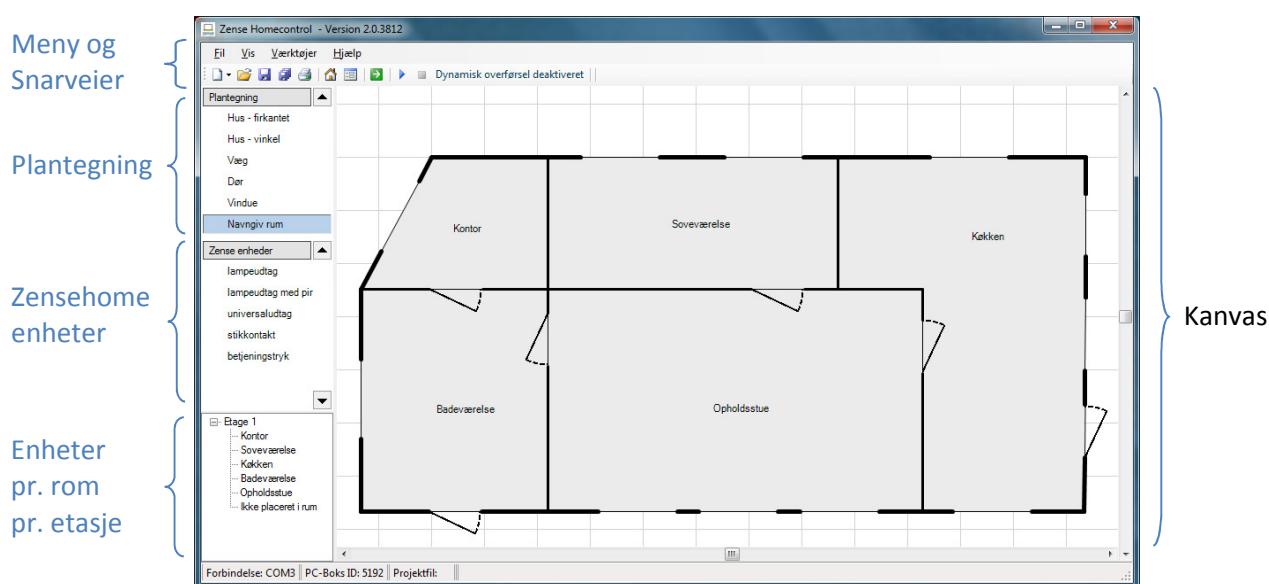 Meny og
Snarveier
Plantegning
Zensehome
enheter
Enheter
pr. rom
pr. etasje
Zense Homecontrol - Version 2.0.3812
Fil Vis Værktøjer Hjælp
Dynamisk overførsel deaktiveret
Plantegning
Hus - firkantet
Hus - vinkel
Væg
Dør
Vindue
Navngiv rum
Zense enheder
lampeudtag
lampeudtag med pir
universaludtag
stikkontakt
betjeningstryk
Etage 1
Kontor
Soveværelse
Køkken
Badeværelse
Opholdsstue
Ikke placeret i rum
Kontor
Soveværelse
Køkken
Badeværelse
Opholdsstue
Forbindelse: COM3 PC-Boks ID: 5192 Projektfil:
Kanvas